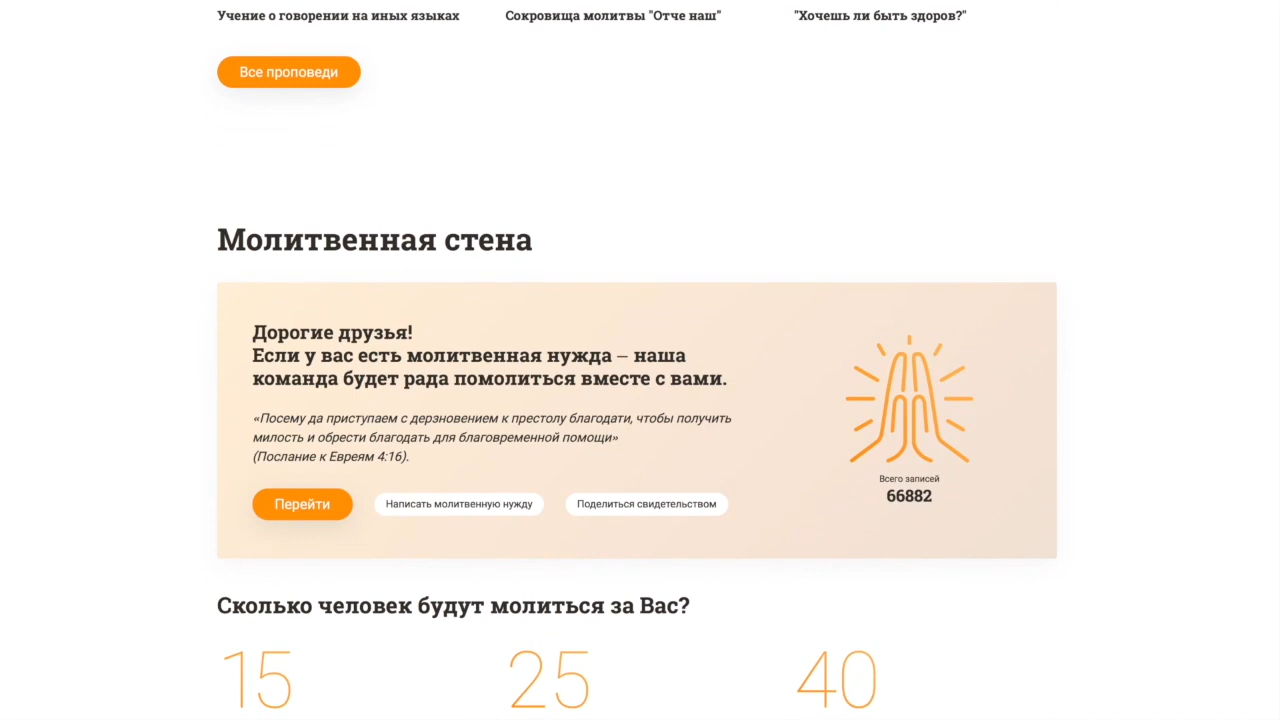 Учение о говорении на иных языках
Сокровища молитвы "Отче наш"
"Хочешь ли быть здоров?"
Все проповеди
Молитвенная стена
Дорогие друзья!
Если у вас есть молитвенная нужда – наша
команда будет рада помолиться вместе с вами.
«Посему да приступаем с дерзновением к престолу благодати, чтобы получить
милость и обрести благодать для благовременной помощи»
(Послание к Евреям 4:16).
Перейти
Написать молитвенную нужду
Поделиться свидетельством
Всего записей
66882
Сколько человек будут молиться за Вас?
15
25
40